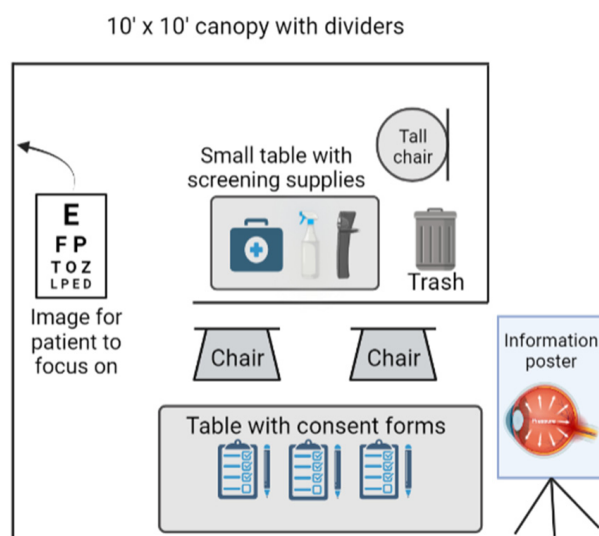 10' x 10' canopy with dividers
Tall
chair
Small table with
screening supplies
E
F P
T O Z
L P E D
Trash
Image for
patient to
focus on
Chair
Chair
Information
poster
Pressure
Table with consent forms